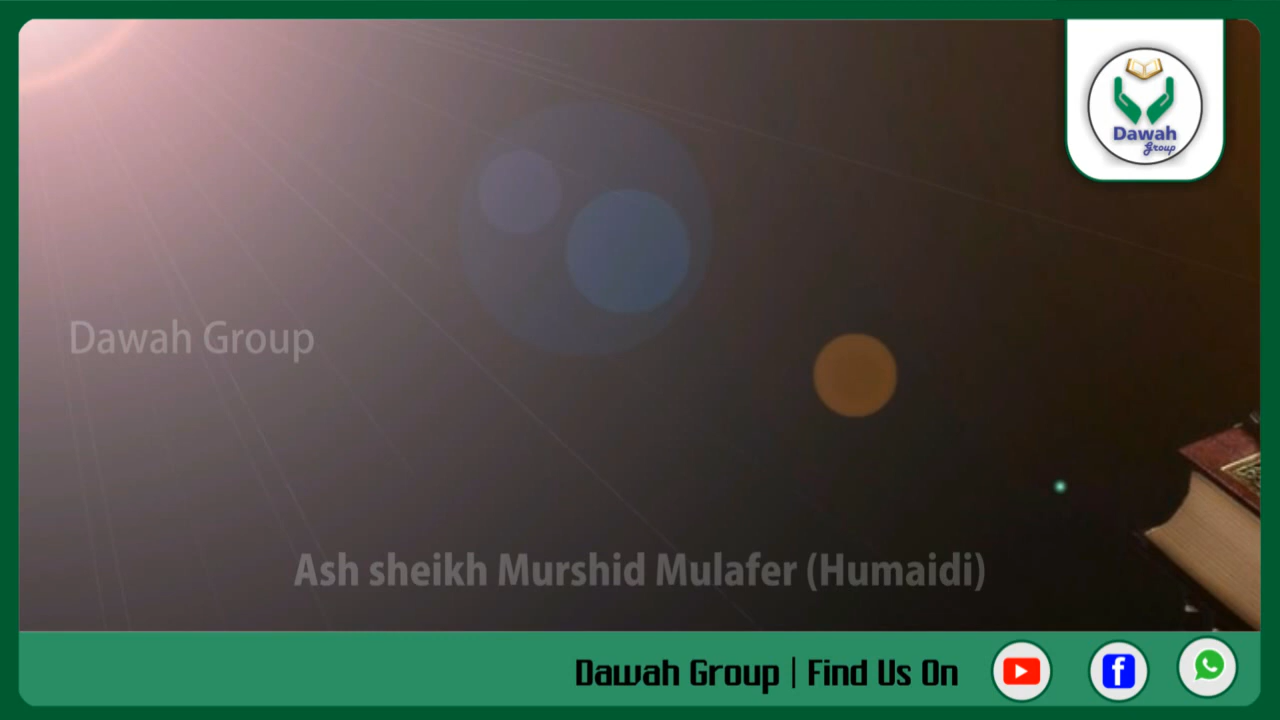 Dawah
Group
Dawah Group
Ash sheikh Murshid Mulafer (Humaidi)
Dawah Group | Find Us On